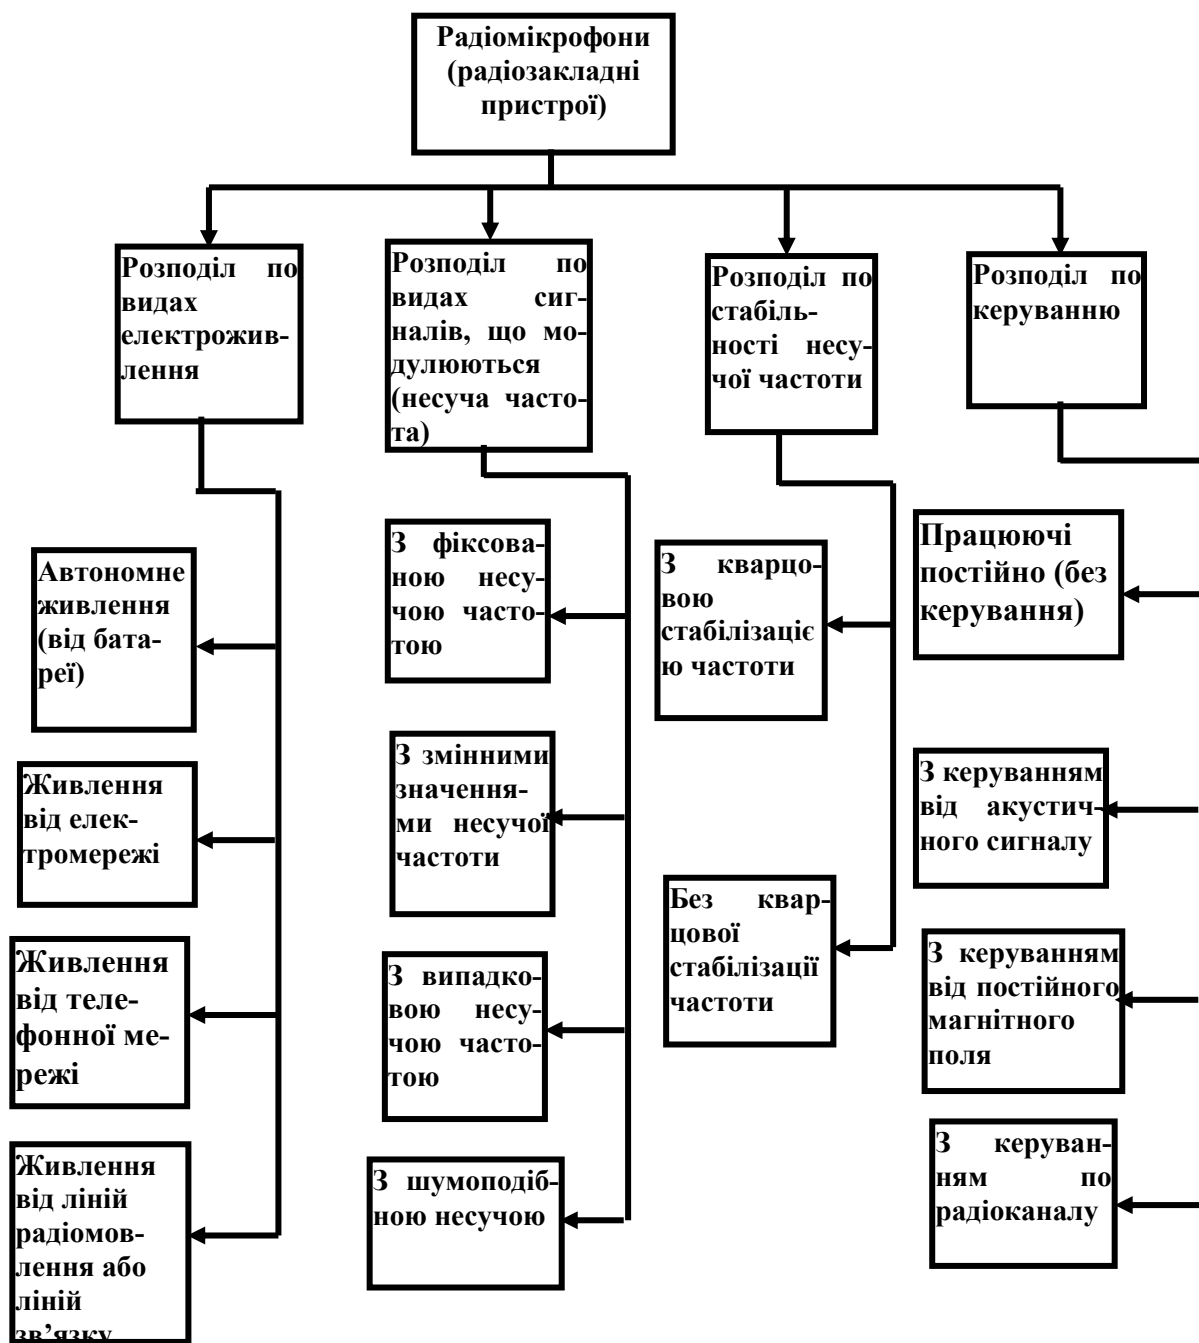 Радіомікрофони
(радіозакладні
пристрої)
Розподіл по
видах
електрожив-
лення
Розподіл по
видах сиг-
налів, що мо-
дулюються
(несуча часто-
та)
Розподіл по
стабіль-
ності несу-
чої частоти
Розподіл по
керуванню
Автономне
живлення
(від бата-
реї)
Живлення
від елек-
тромережі
Живлення
від теле-
фонної ме-
режі
Живлення
від ліній
радіомов-
лення або
ліній
зв’язку
З фіксова-
ною несу-
чою часто-
тою
З змінними
значення-
ми несучої
частоти
З випадко-
вою несу-
чою часто-
тою
З шумоподіб-
ною несучою
З кварцо-
вою
стабілізаціє
ю частоти
Без квар-
цової
стабілізації
частоти
Працюючі
постійно (без
керування)
З керуванням
від акустич-
ного сигналу
З керуванням
від постійного
магнітного
поля
З керуван-
ням по
радіоканалу